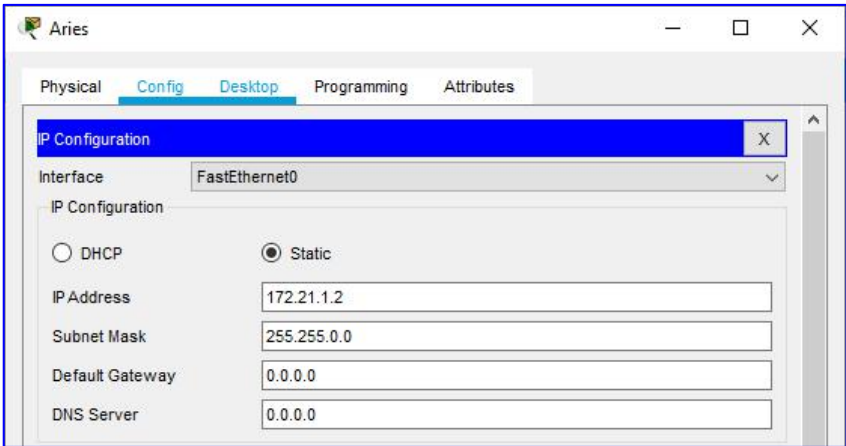 Aries
Physical Config Desktop Programming Attributes
IP Configuration X
Interface FastEthernet0
IP Configuration
DHCP Static
IP Address 172.21.1.2
Subnet Mask 255.255.0.0
Default Gateway 0.0.0.0
DNS Server 0.0.0.0